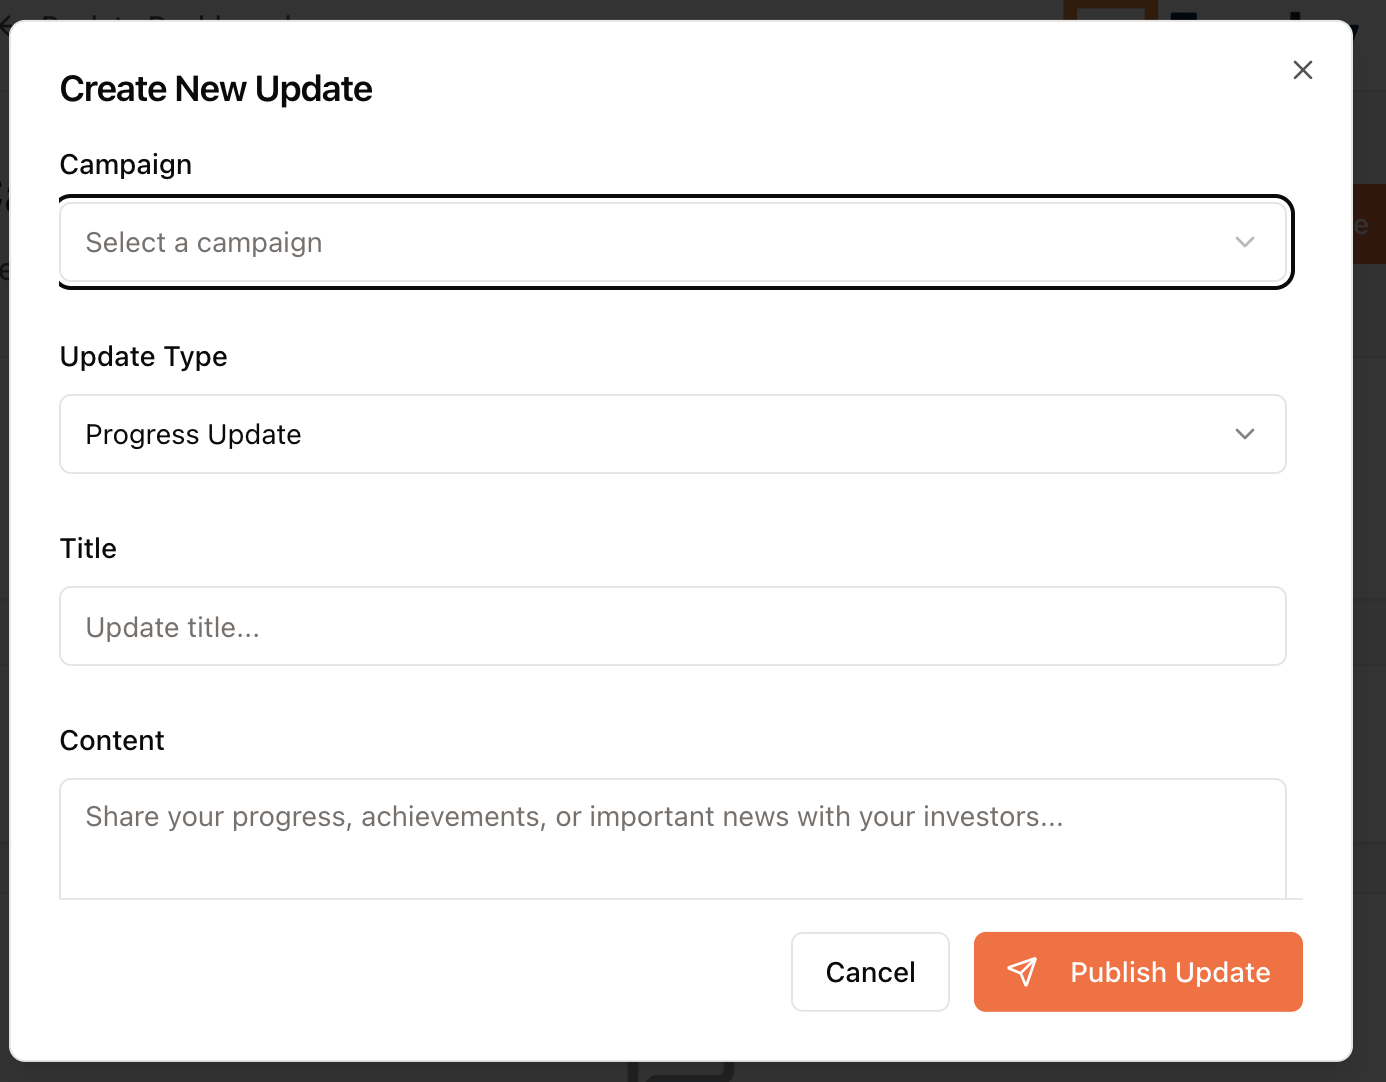 Create New Update
Campaign
Select a campaign
Update Type
Progress Update
Title
Update title...
Content
Share your progress, achievements, or important news with your investors...
Cancel
Publish Update